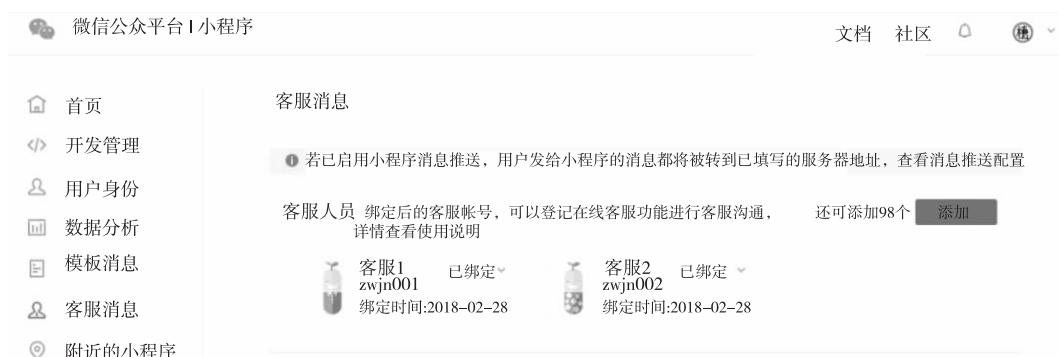 微信公众平台 | 小程序
文档 社区
首页
开发管理
用户身份
数据分析
模板消息
客服消息
附近的小程序
客服消息
若已启用小程序消息推送，用户发给小程序的消息都将被转到已填写的服务器地址，查看消息推送配置
客服人员 绑定后的客服帐号，可以登记在线客服功能进行客服沟通，
详情查看使用说明
还可添加98个 添加
客服1 已绑定
zwjn001
绑定时间:2018–02–28
客服2 已绑定
zwjn002
绑定时间:2018–02–28